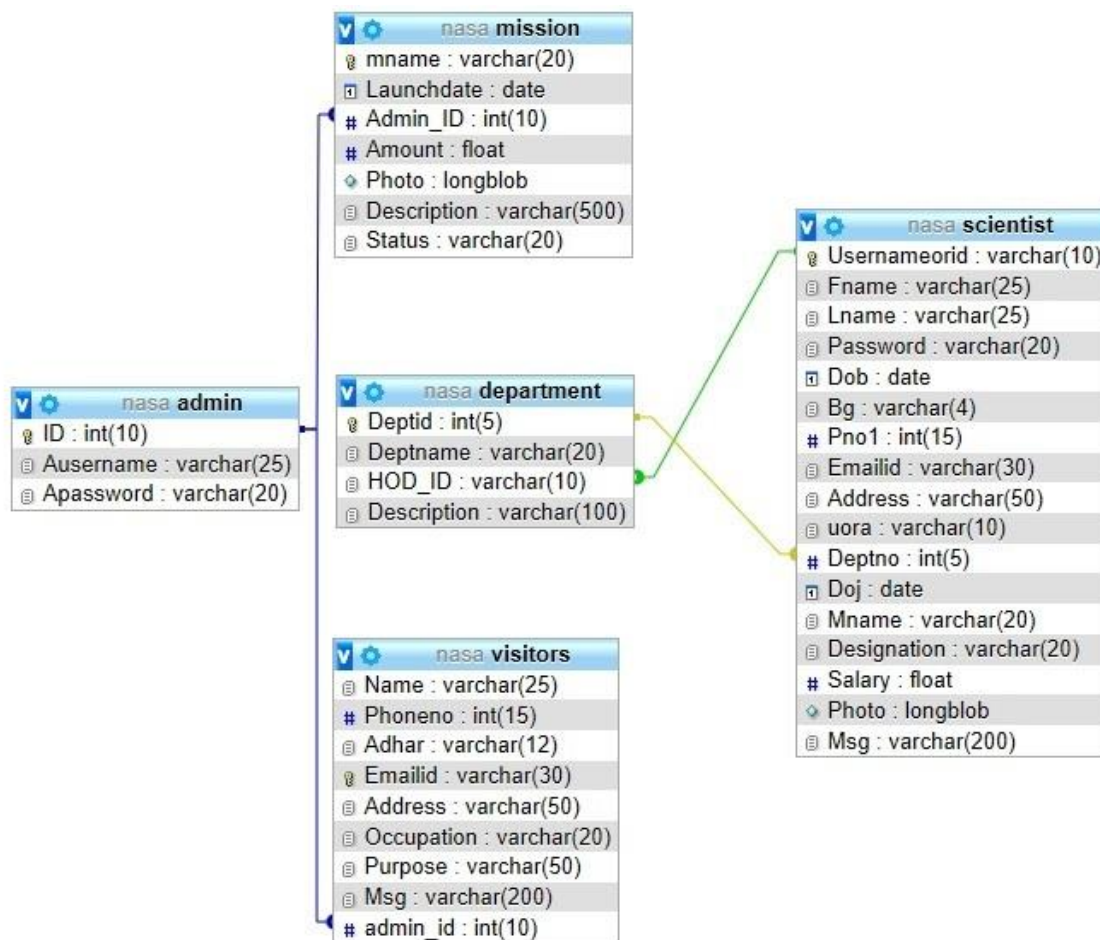 nasa mission
mname : varchar(20)
Launchdate : date
# Admin_ID : int(10)
# Amount : float
Photo : longblob
Description : varchar(500)
Status : varchar(20)
nasa admin
ID : int(10)
Ausername : varchar(25)
Apassword : varchar(20)
nasa department
Deptid : int(5)
Deptname : varchar(20)
HOD_ID : varchar(10)
Description : varchar(100)
nasa visitors
Name : varchar(25)
# Phoneno : int(15)
Adhar : varchar(12)
Emailid : varchar(30)
Address : varchar(50)
Occupation : varchar(20)
Purpose : varchar(50)
Msg : varchar(200)
# admin_id : int(10)
nasa scientist
Usernameorid : varchar(10)
Fname : varchar(25)
Lname : varchar(25)
Password : varchar(20)
Dob : date
Bg : varchar(4)
# Pno1 : int(15)
Emailid : varchar(30)
Address : varchar(50)
uora : varchar(10)
# Deptno : int(5)
Doj : date
Mname : varchar(20)
Designation : varchar(20)
# Salary : float
Photo : longblob
Msg : varchar(200)